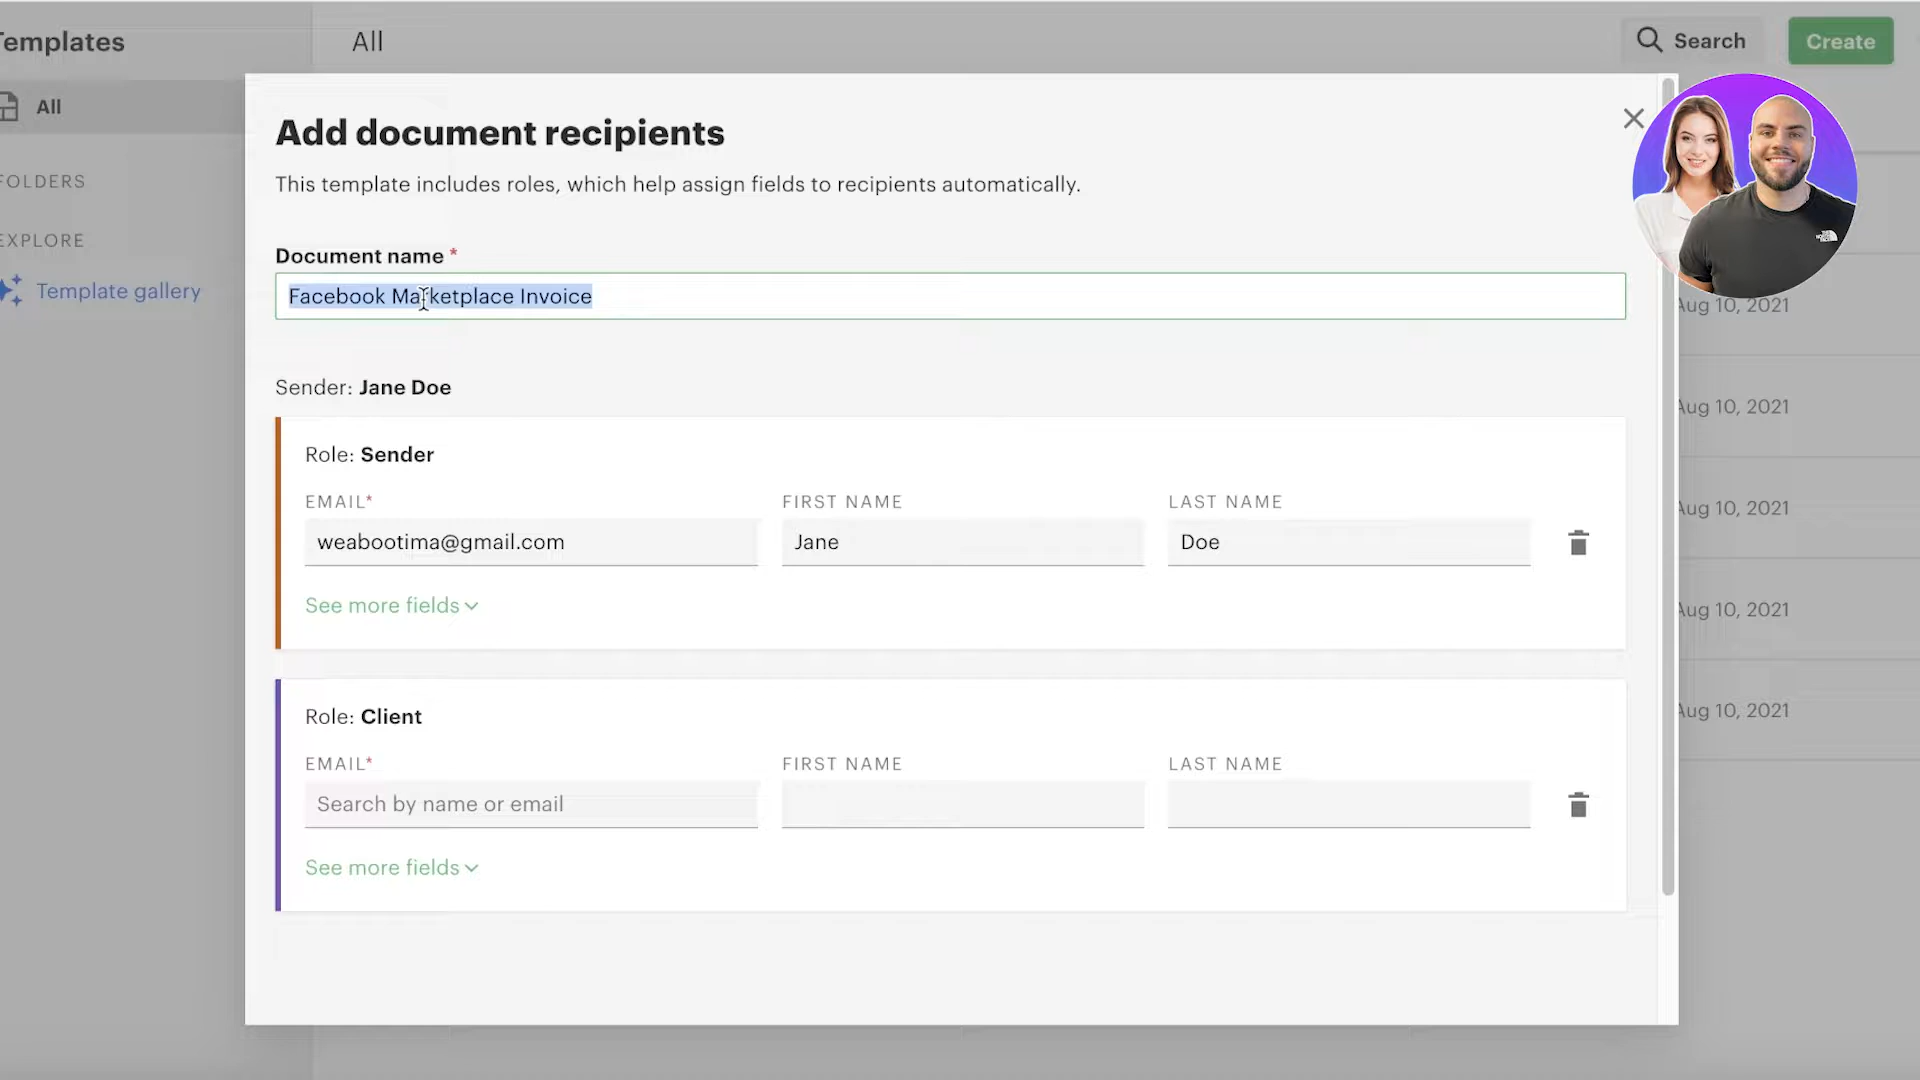 Templates
All
Search
Create
All
FOLDERS
EXPLORE
Template gallery
Add document recipients
This template includes roles, which help assign fields to recipients automatically.
Document name *
Facebook Marketplace Invoice
Sender: Jane Doe
Role: Sender
EMAIL*
FIRST NAME
LAST NAME
weabootima@gmail.com
Jane
Doe
See more fields
Role: Client
EMAIL*
FIRST NAME
LAST NAME
Search by name or email
See more fields
Aug 10, 2021
Aug 10, 2021
Aug 10, 2021
Aug 10, 2021
Aug 10, 2021